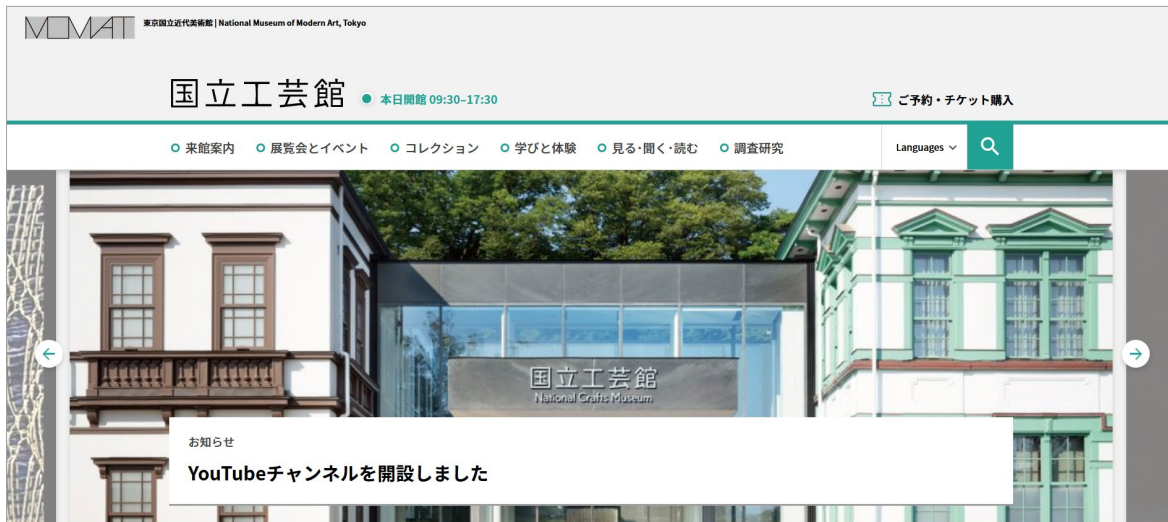 MOMAT 東京国立近代美術館 | National Museum of Modern Art, Tokyo
国立工芸館 本日開館 09:30–17:30 ご予約・チケット購入
来館案内 展覧会とイベント コレクション 学びと体験 見る・聞く・読む 調査研究 Languages
国立工芸館
National Crafts Museum
お知らせ
YouTubeチャンネルを開設しました